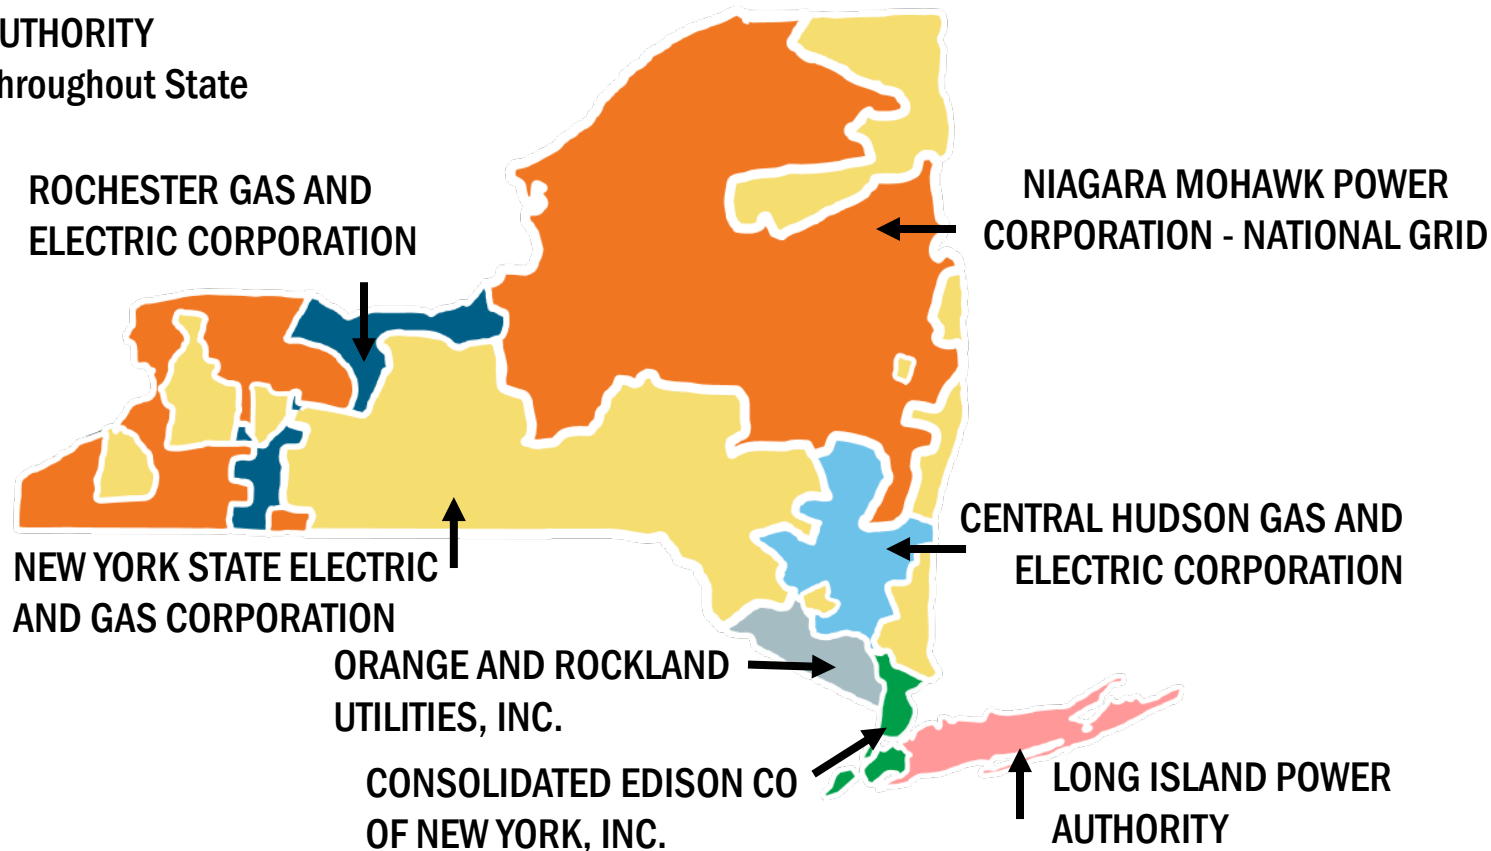 UTHORITY
hroughout State
ROCHESTER GAS AND
ELECTRIC CORPORATION
NIAGARA MOHAWK POWER
CORPORATION - NATIONAL GRID
CENTRAL HUDSON GAS AND
ELECTRIC CORPORATION
NEW YORK STATE ELECTRIC
AND GAS CORPORATION
ORANGE AND ROCKLAND
UTILITIES, INC.
CONSOLIDATED EDISON CO
OF NEW YORK, INC.
LONG ISLAND POWER
AUTHORITY